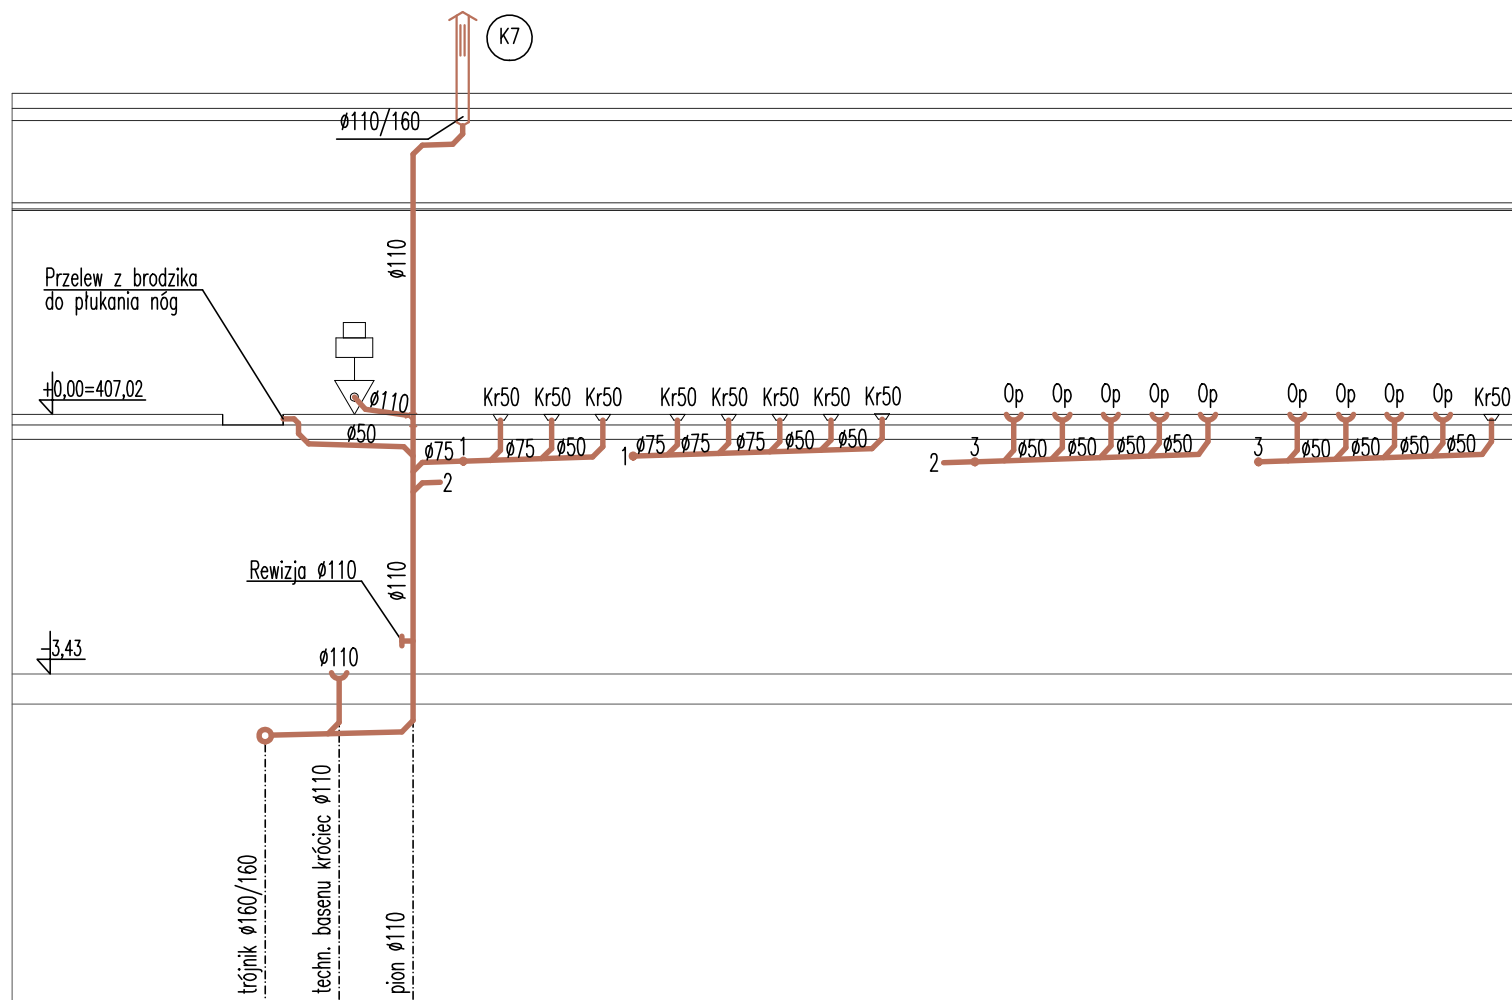 K7
ø110/160
ø110
Przelew z brodzika
do płukania nóg
+0,00=407,02
ø110
Kr50 Kr50 Kr50 Kr50 Kr50 Kr50 Kr50 Kr50 Op Op Op Op Op Op Op Op Op Kr50
ø50
ø75 1 ø75 ø50
1 ø75 ø75 ø75 ø50 ø50
2 3 ø50 ø50 ø50 ø50
3 ø50 ø50 ø50 ø50
2
Rewizja ø110
ø110
-3,43
ø110
trójnik ø160/160
techn. basenu króciec ø110
pion ø110